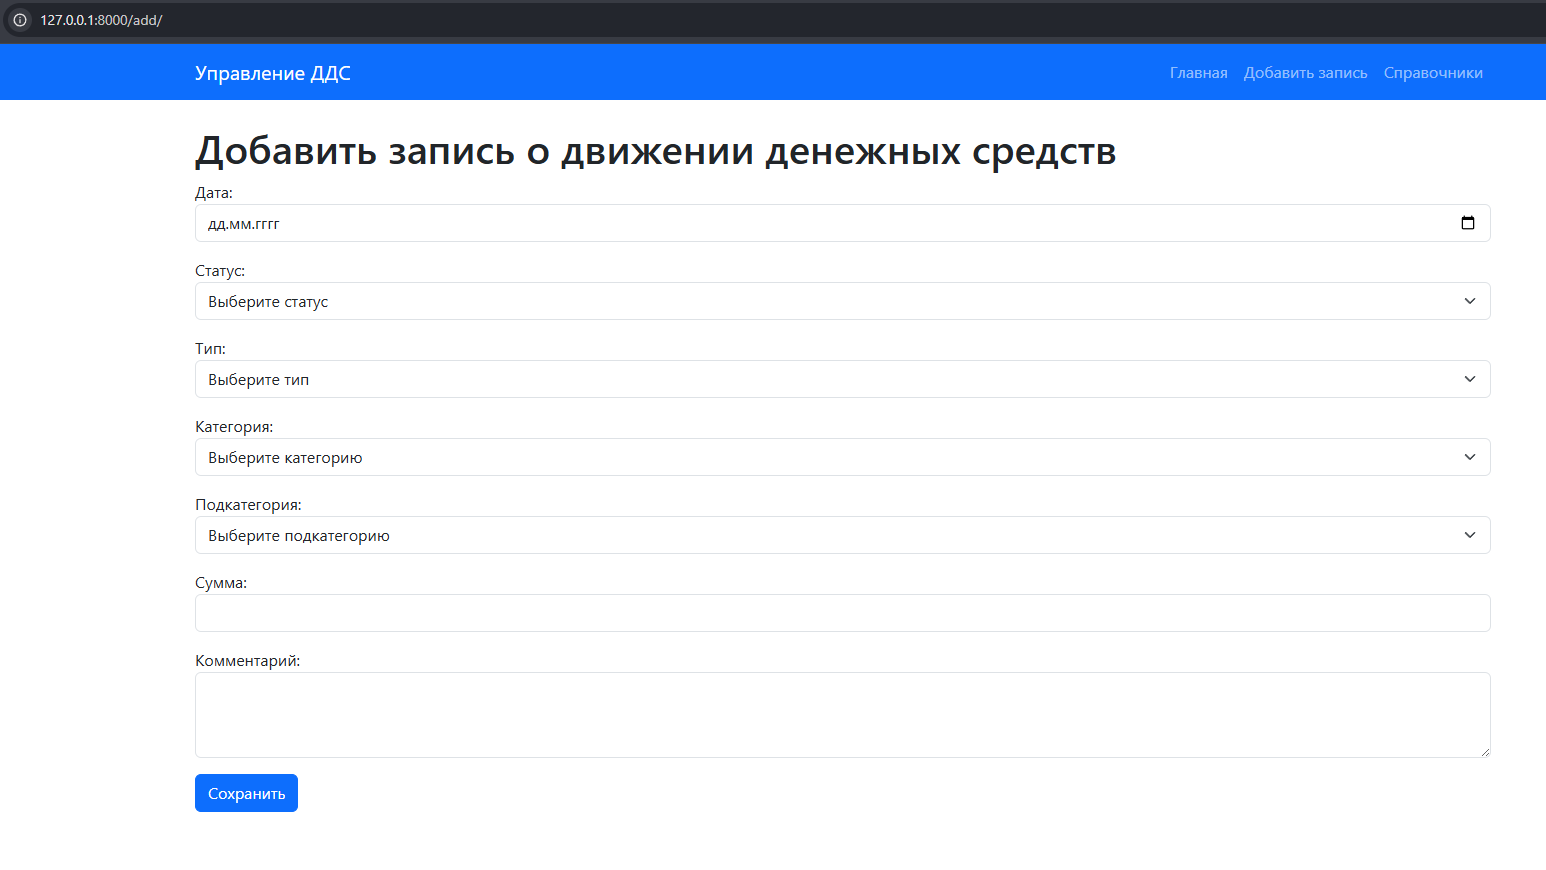 127.0.0.1:8000/add/
Управление ДДС
Главная Добавить запись Справочники
Добавить запись о движении денежных средств
Дата:
дд.мм.гггг
Статус:
Выберите статус
Тип:
Выберите тип
Категория:
Выберите категорию
Подкатегория:
Выберите подкатегорию
Сумма:
Комментарий:
Сохранить